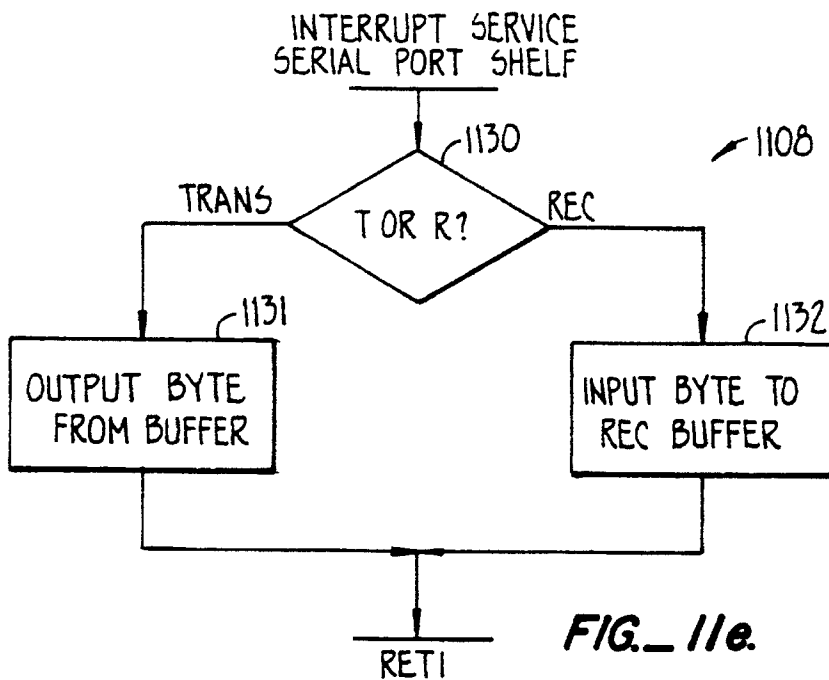 INTERRUPT SERVICE
SERIAL PORT SHELF
1130
1108
TRANS
T OR R?
REC
1131
1132
OUTPUT BYTE
FROM BUFFER
INPUT BYTE TO
REC BUFFER
RETI
FIG._11e.